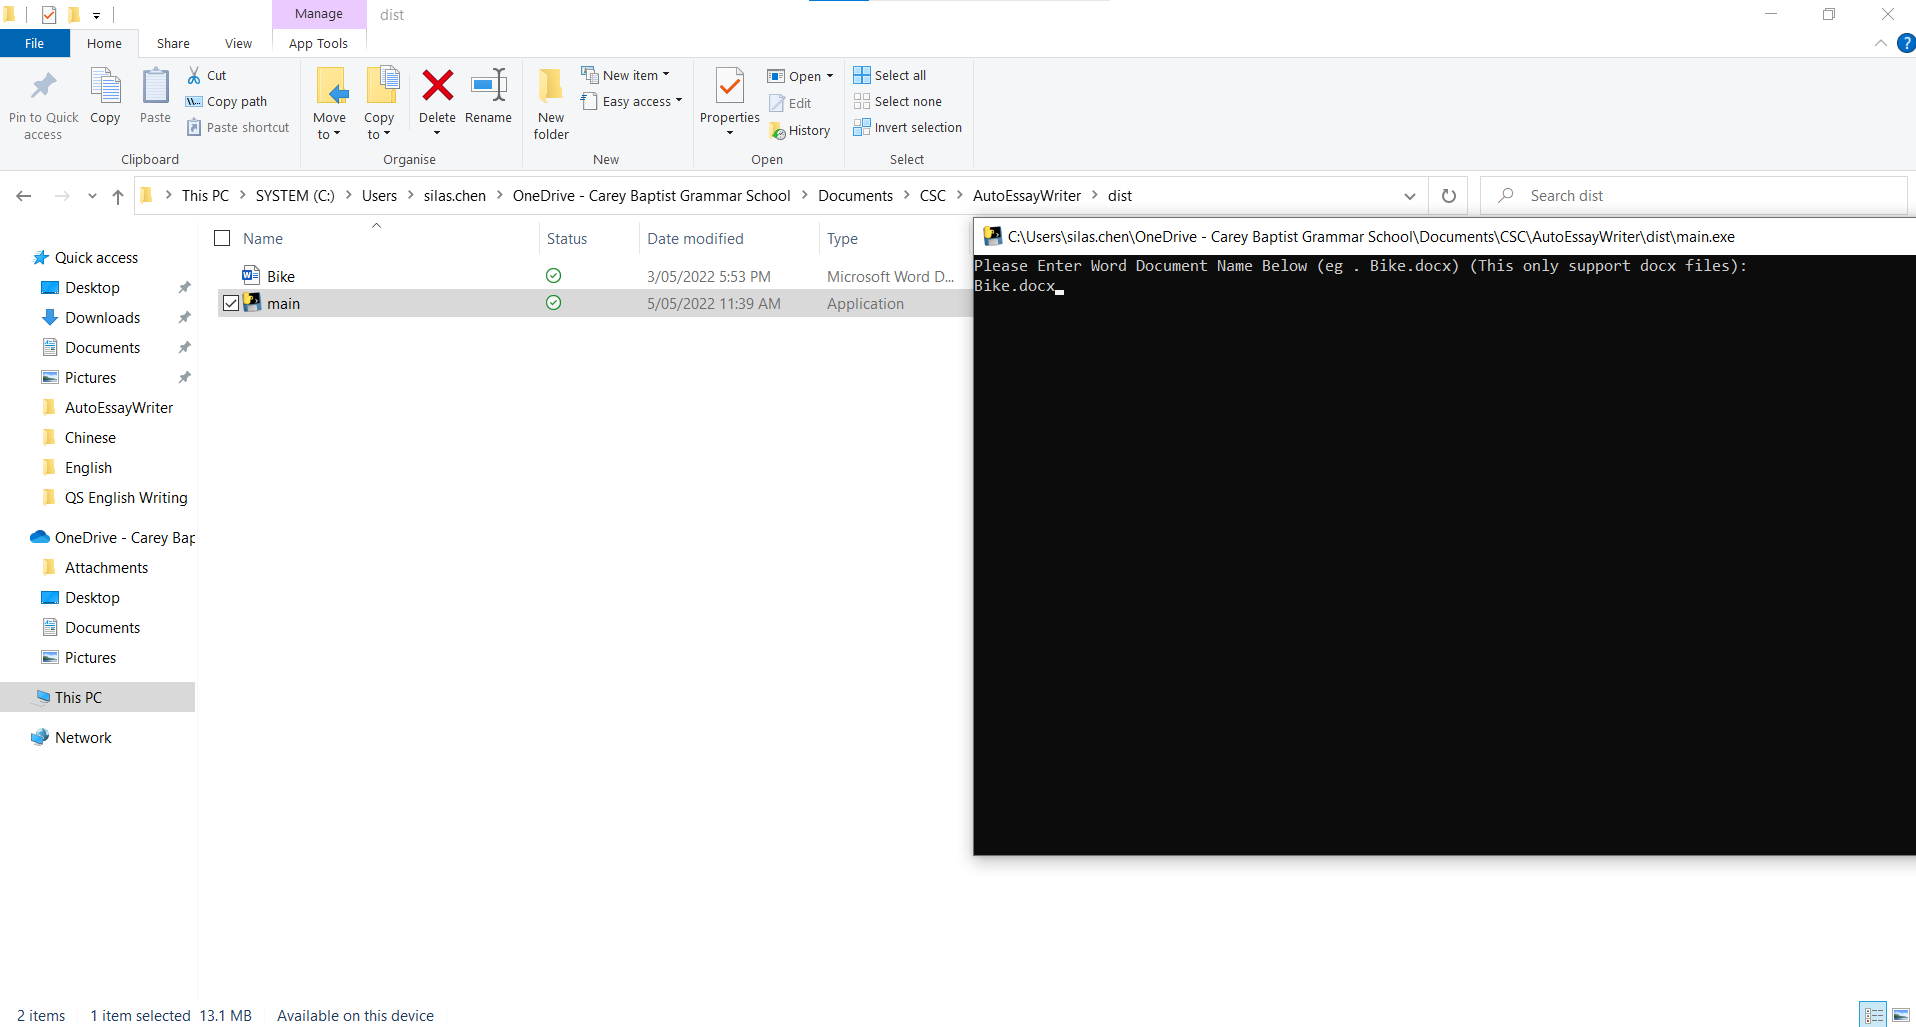 Manage
dist
File
Home
Share
View
App Tools
Pin to Quick access
Copy
Paste
Cut
Copy path
Paste shortcut
Clipboard
Move to
Copy to
Delete
Rename
Organise
New folder
New item
Easy access
New
Properties
Open
Edit
History
Open
Select all
Select none
Invert selection
Select
This PC > SYSTEM (C:) > Users > silas.chen > OneDrive - Carey Baptist Grammar School > Documents > CSC > AutoEssayWriter > dist
Search dist
Name Status Date modified Type
Bike 3/05/2022 5:53 PM Microsoft Word D...
main 5/05/2022 11:39 AM Application
Quick access
Desktop
Downloads
Documents
Pictures
AutoEssayWriter
Chinese
English
QS English Writing
OneDrive - Carey Bap
Attachments
Desktop
Documents
Pictures
This PC
Network
C:\Users\silas.chen\OneDrive - Carey Baptist Grammar School\Documents\CSC\AutoEssayWriter\dist\main.exe
Please Enter Word Document Name Below (eg . Bike.docx) (This only support docx files):
Bike.docx
2 items 1 item selected 13.1 MB Available on this device